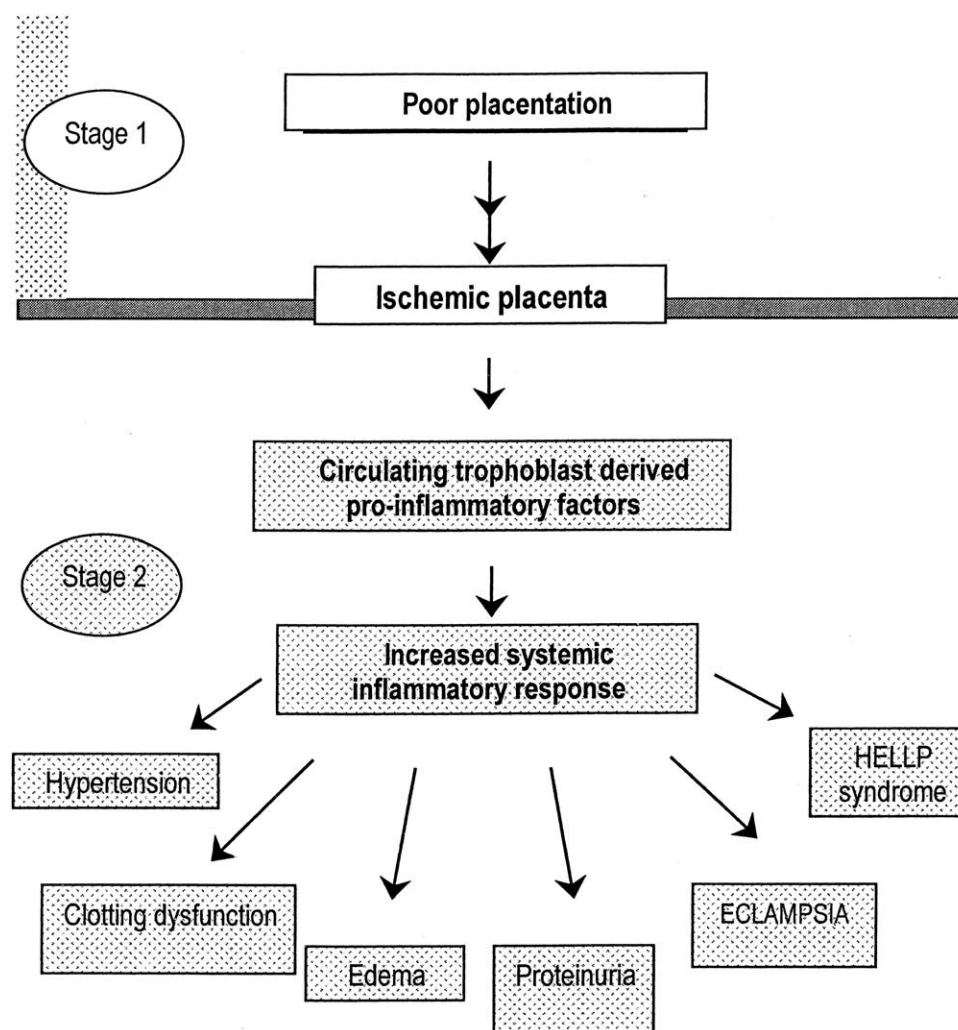 Poor placentation
Stage 1
Ischemic placenta
Circulating trophoblast derived
pro-inflammatory factors
Stage 2
Increased systemic
inflammatory response
Hypertension
HELLP
syndrome
Clotting dysfunction
ECLAMPSIA
Edema
Proteinuria